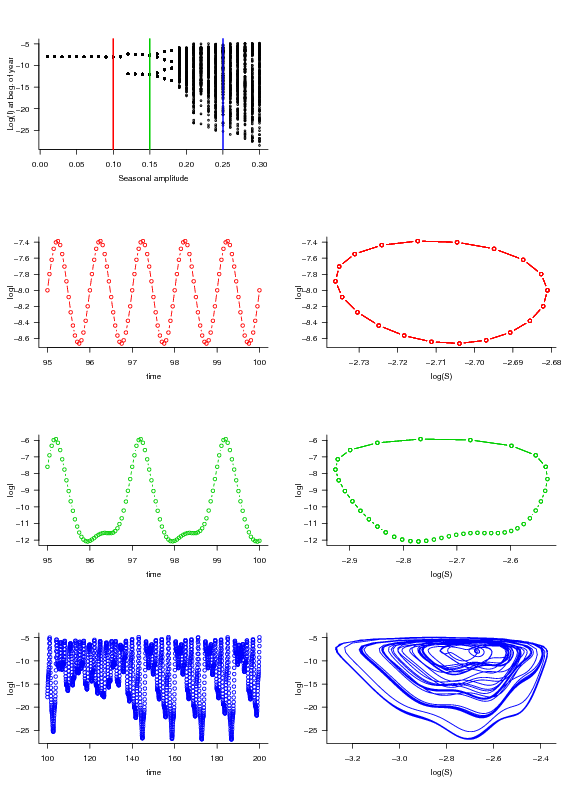 Log(I) at beg. of year
−5
−10
−15
−20
−25
0.00 0.05 0.10 0.15 0.20 0.25 0.30
Seasonal amplitude
logI
−7.4
−7.6
−7.8
−8.0
−8.2
−8.4
−8.6
95 96 97 98 99 100
time
logI
−7.4
−7.6
−7.8
−8.0
−8.2
−8.4
−8.6
−2.73 −2.72 −2.71 −2.70 −2.69 −2.68
log(S)
logI
−6
−7
−8
−9
−10
−11
−12
95 96 97 98 99 100
time
logI
−6
−7
−8
−9
−10
−11
−12
−2.9 −2.8 −2.7 −2.6
log(S)
logI
−5
−10
−15
−20
−25
100 120 140 160 180 200
time
logI
−5
−10
−15
−20
−25
−3.2 −3.0 −2.8 −2.6 −2.4
log(S)